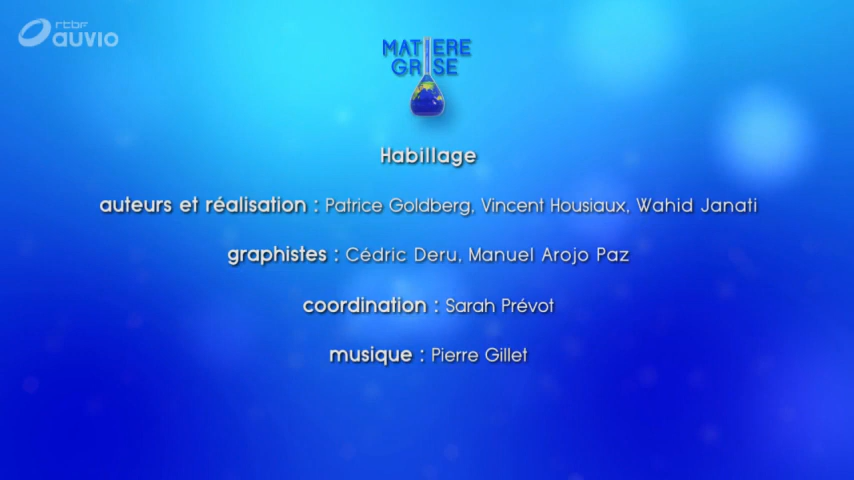 rtbf
auvio
MATIERE
GRISE
Habillage
auteurs et réalisation : Patrice Goldberg, Vincent Housiaux, Wahid Janati
graphistes : Cédric Deru, Manuel Arojo Paz
coordination : Sarah Prévot
musique : Pierre Gillet